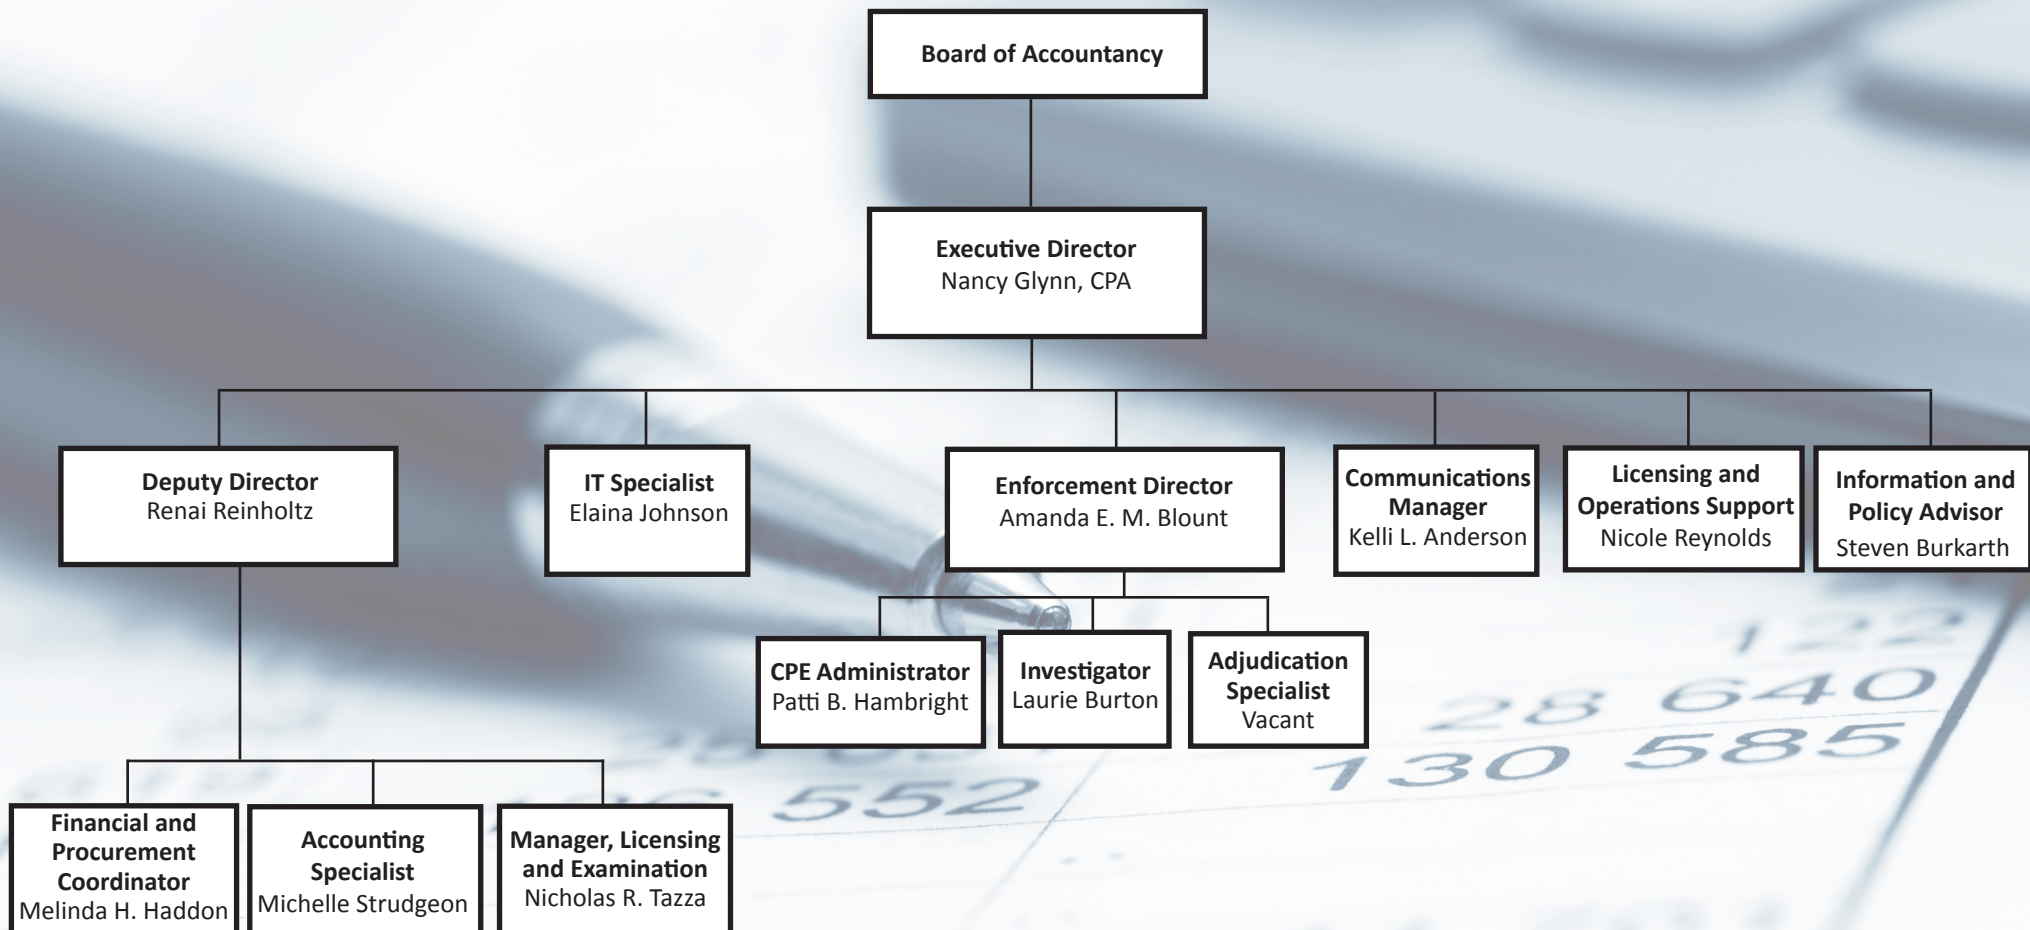 Board of Accountancy
Executive Director
Nancy Glynn, CPA
Deputy Director
Renai Reinholtz
IT Specialist
Elaina Johnson
Enforcement Director
Amanda E. M. Blount
Communications
Manager
Kelli L. Anderson
Licensing and
Operations Support
Nicole Reynolds
Information and
Policy Advisor
Steven Burkarth
CPE Administrator
Patti B. Hambright
Investigator
Laurie Burton
Adjudication
Specialist
Vacant
Financial and
Procurement
Coordinator
Melinda H. Haddon
Accounting
Specialist
Michelle Strudgeon
Manager, Licensing
and Examination
Nicholas R. Tazza
122
28 640
130 585
552